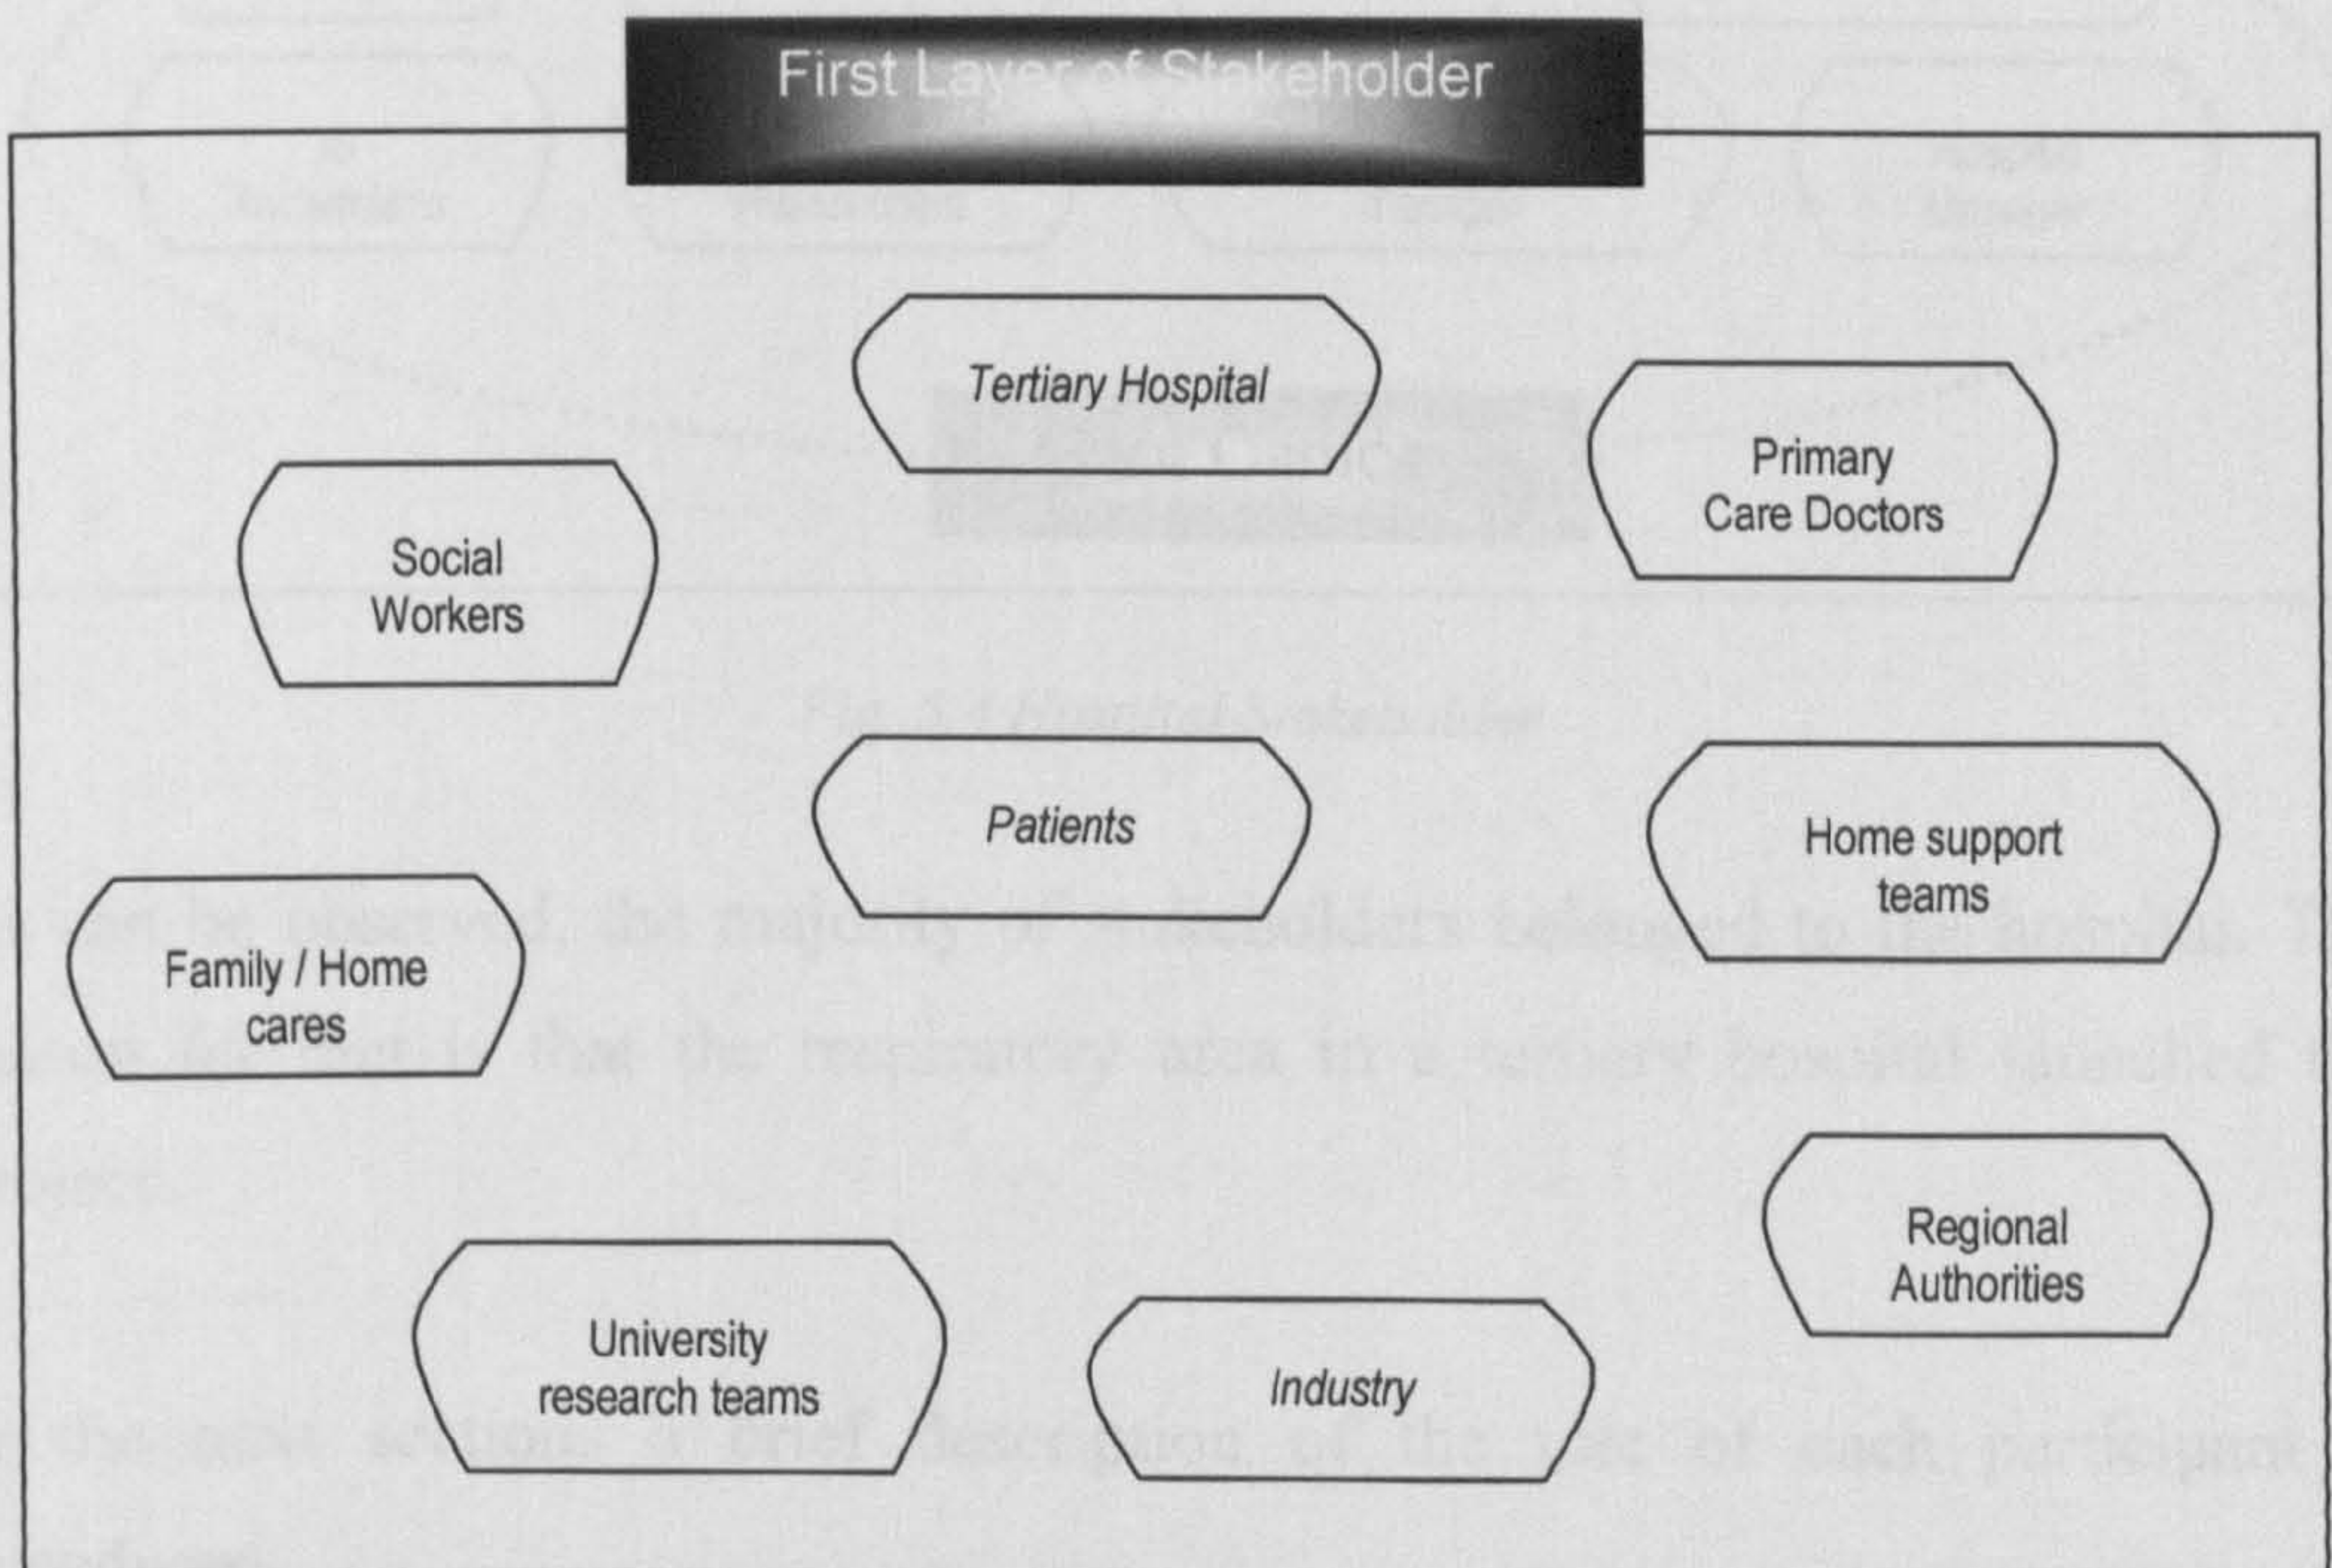 First Layer of Stakeholder
Tertiary Hospital
Primary
Care Doctors
Social
Workers
Patients
Home support
teams
Family / Home
cares
Regional
Authorities
University
research teams
Industry